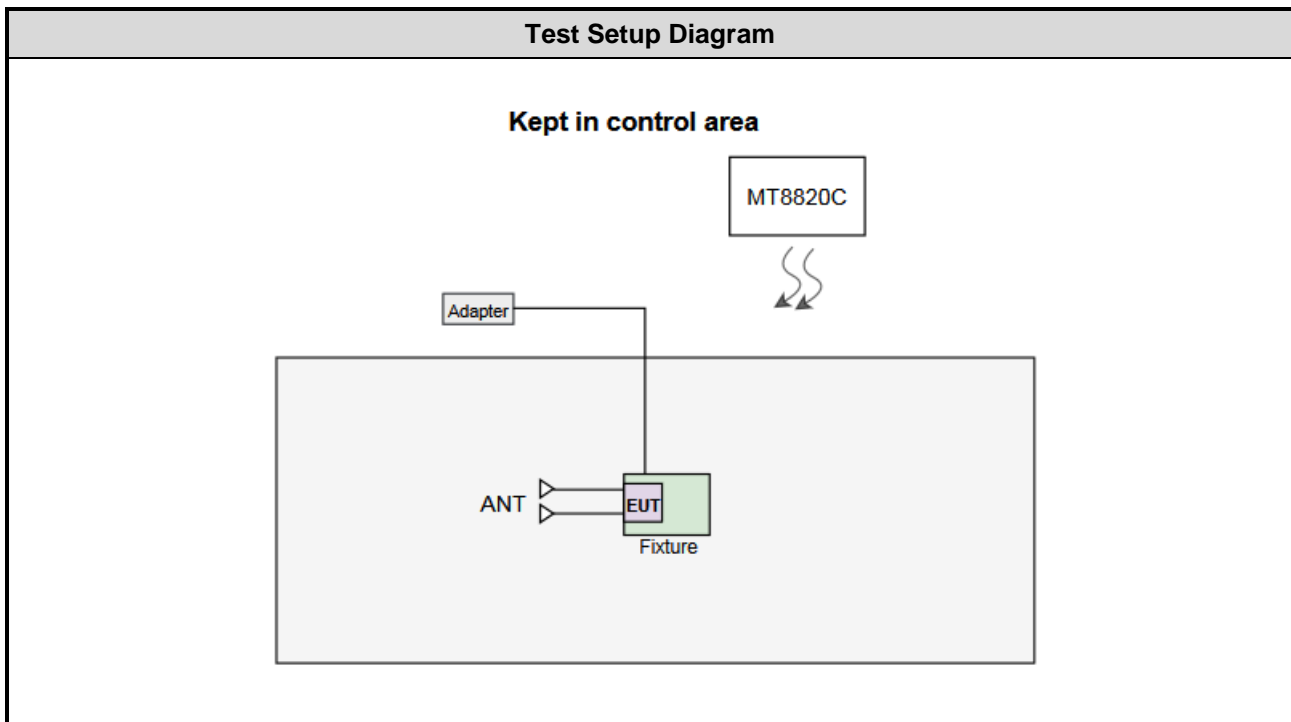 Test Setup Diagram
Kept in control area
MT8820C
Adapter
ANT
EUT
Fixture